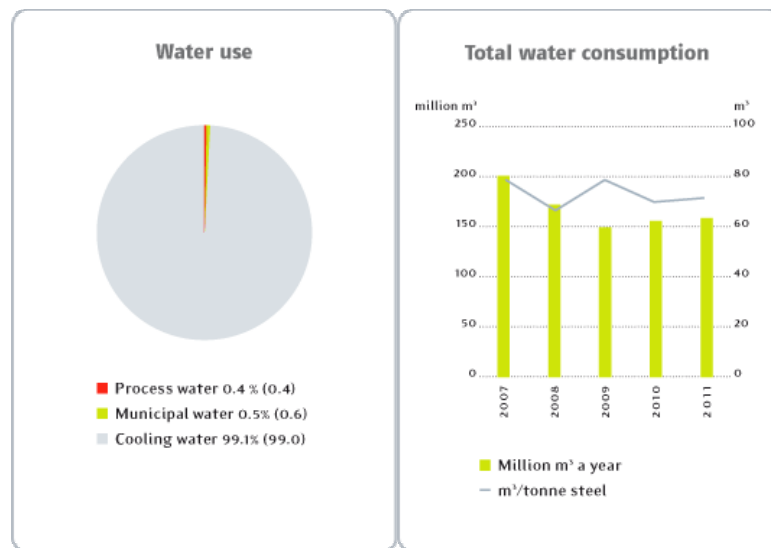 Water use
Process water 0.4 % (0.4)
Municipal water 0.5% (0.6)
Cooling water 99.1% (99.0)
Total water consumption
million m³ m³
250 100
200 80
150 60
100 40
50 20
0 0
2007 2008 2009 2010 2011
Million m³ a year
m³/tonne steel